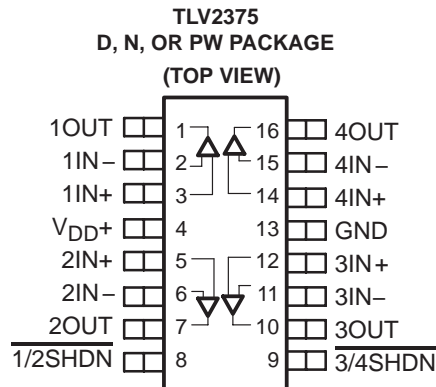 TLV2375
D, N, OR PW PACKAGE
(TOP VIEW)
1OUT 1 16 4OUT
1IN− 2 15 4IN−
1IN+ 3 14 4IN+
VDD+ 4 13 GND
2IN+ 5 12 3IN+
2IN− 6 11 3IN−
2OUT 7 10 3OUT
1/2SHDN 8 9 3/4SHDN